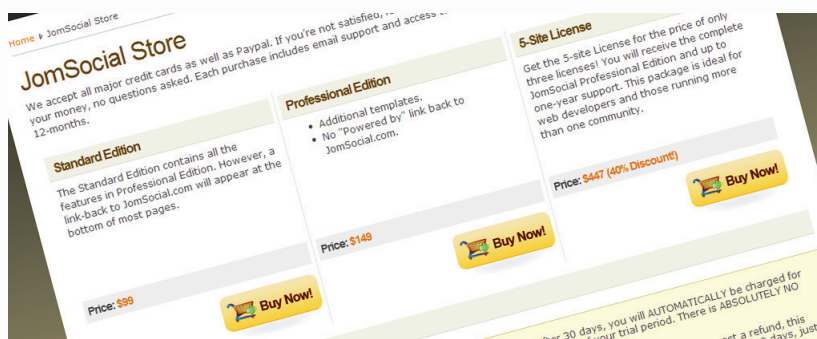 Home JomSocial Store
JomSocial Store
We accept all major credit cards as well as Paypal. If you're not satisfied,
your money, no questions asked. Each purchase includes email support and access
12-months.
Standard Edition
The Standard Edition contains all the
features in Professional Edition. However, a
link-back to JomSocial.com will appear at the
bottom of most pages.
Price: $99
Buy Now!
Professional Edition
• Additional templates.
• No "Powered by" link back to
JomSocial.com.
Price: $149
Buy Now!
5-Site License
Get the 5-site License for the price of only
three licenses! You will receive the complete
JomSocial Professional Edition and up to
one-year support. This package is ideal for
web developers and those running more
than one community.
Price: $447 (40% Discount!)
Buy Now!
30 days, you will AUTOMATICALLY be charged for
your trial period. There is ABSOLUTELY NO
a refund, this
days, just